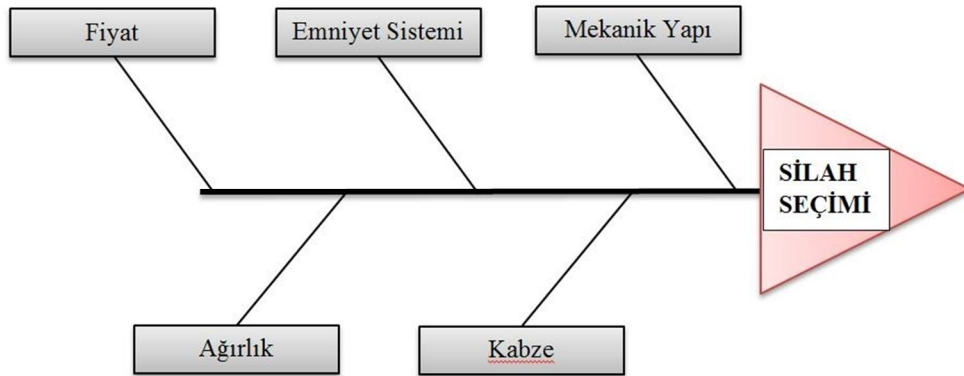 Fiyat
Emniyet Sistemi
Mekanik Yapı
SİLAH
SEÇİMİ
Ağırlık
Kabze